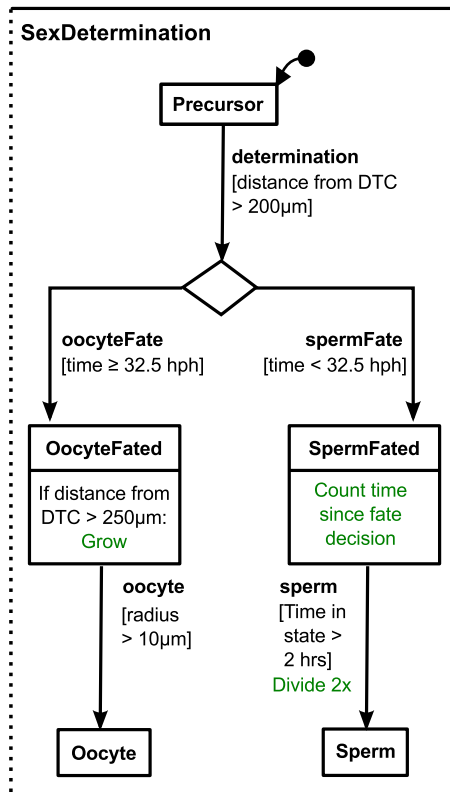 SexDetermination
Precursor
determination
[distance from DTC
> 200µm]
oocyteFate
[time ≥ 32.5 hph]
spermFate
[time < 32.5 hph]
OocyteFated
If distance from
DTC > 250µm:
Grow
SpermFated
Count time
since fate
decision
oocyte
[radius
> 10µm]
sperm
[Time in
state >
2 hrs]
Divide 2x
Oocyte
Sperm